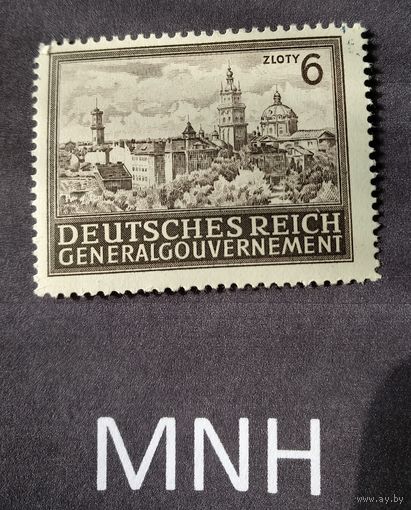 ZLOTY 6
DEUTSCHES REICH
GENERALGOUVERNEMENT
MNH
www.ay.by